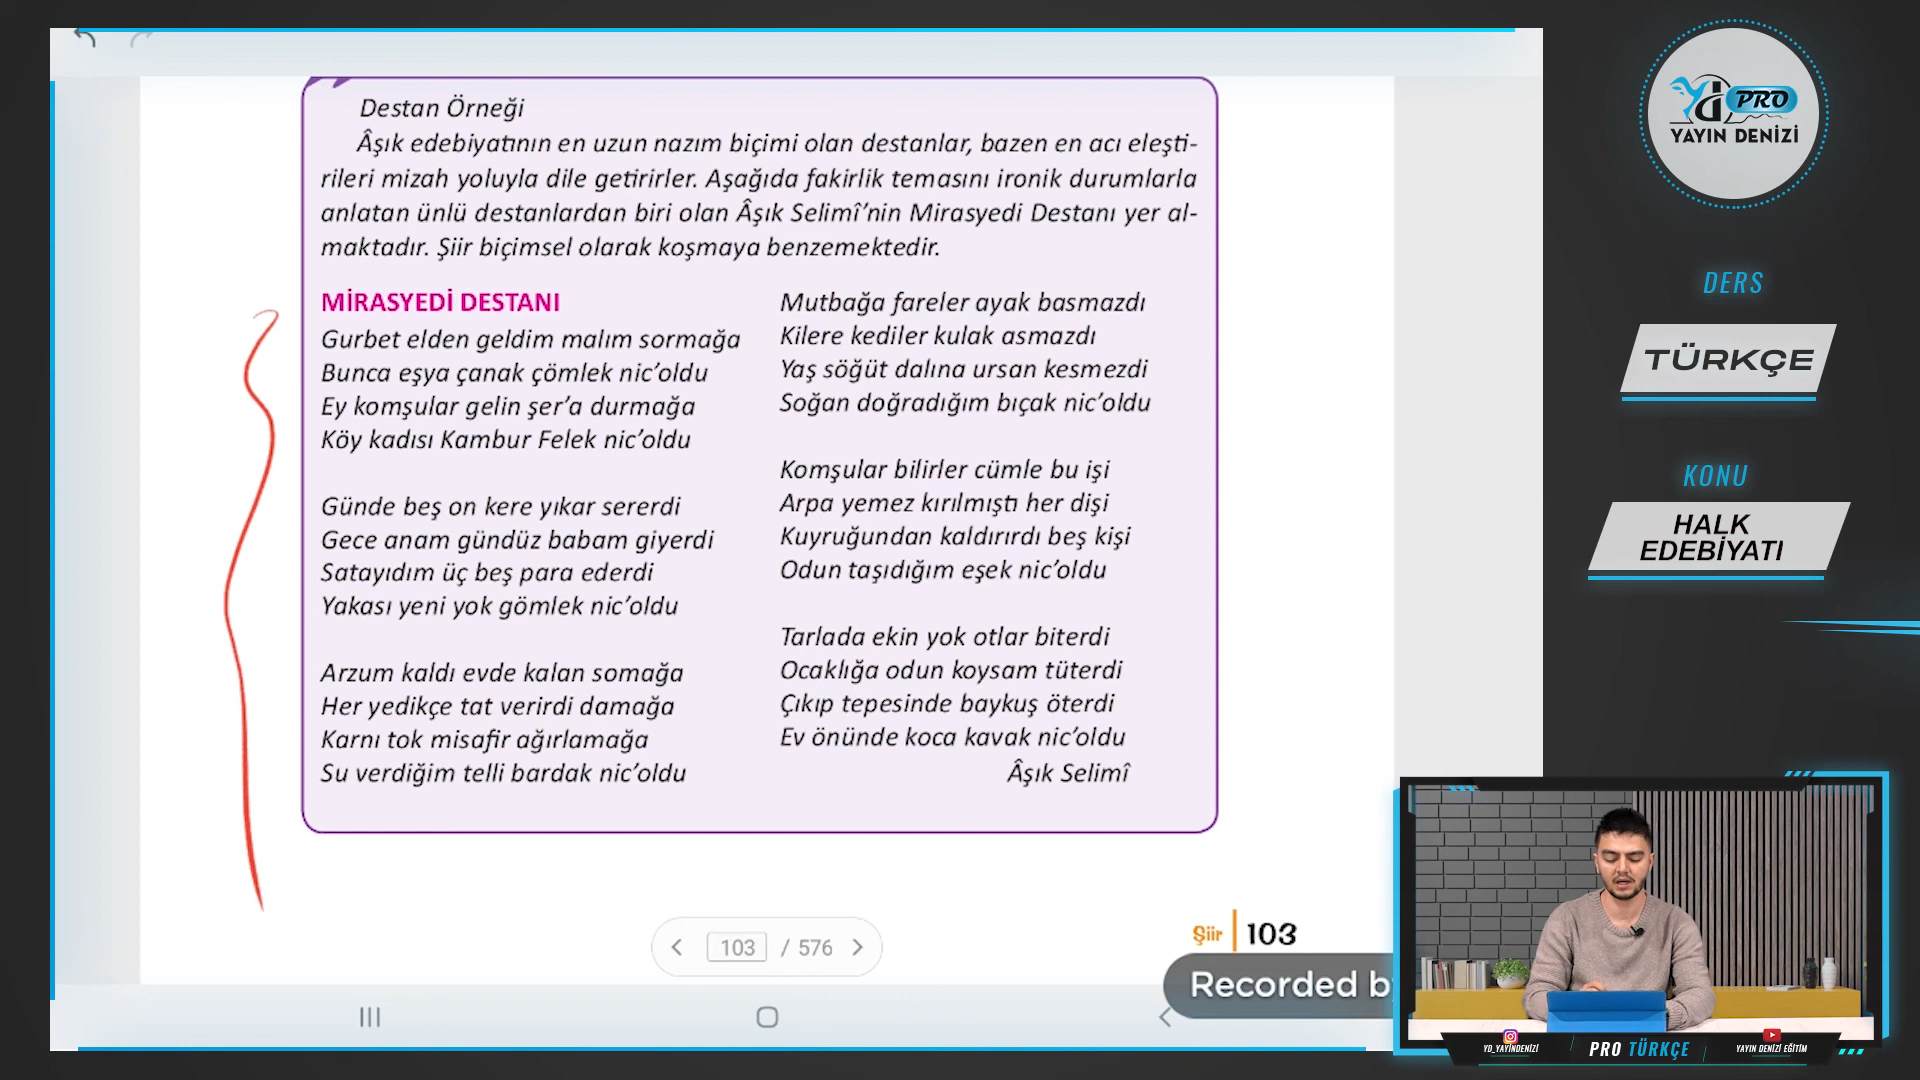 Destan Örneği
Âşık edebiyatının en uzun nazım biçimi olan destanlar, bazen en acı eleşti-
rileri mizah yoluyla dile getirirler. Aşağıda fakirlik temasını ironik durumlarla
anlatan ünlü destanlardan biri olan Âşık Selimî’nin Mirasyedi Destanı yer al-
maktadır. Şiir biçimsel olarak koşmaya benzemektedir.
MİRASYEDİ DESTANI
Gurbet elden geldim malım sormağa
Bunca eşya çanak çömlek nic’oldu
Ey komşular gelin şer’a durmağa
Köy kadısı Kambur Felek nic’oldu
Günde beş on kere yıkar sererdi
Gece anam gündüz babam giyerdi
Satayıdım üç beş para ederdi
Yakası yeni yok gömlek nic’oldu
Arzum kaldı evde kalan somağa
Her yedikçe tat verirdi damağa
Karnı tok misafir ağırlamağa
Su verdiğim telli bardak nic’oldu
Mutbağa fareler ayak basmazdı
Kilere kediler kulak asmazdı
Yaş söğüt dalına ursan kesmezdi
Soğan doğradığım bıçak nic’oldu
Komşular bilirler cümle bu işi
Arpa yemez kırılmıştı her dişi
Kuyruğundan kaldırırdı beş kişi
Odun taşıdığım eşek nic’oldu
Tarlada ekin yok otlar biterdi
Ocaklığa odun koysam tüterdi
Çıkıp tepesinde baykuş öterdi
Ev önünde koca kavak nic’oldu
Âşık Selimî
Şiir 103
103 / 576
Recorded b
yd PRO
YAYIN DENİZİ
DERS
TÜRKÇE
KONU
HALK
EDEBİYATI
YD_YAYINDENİZİ
PRO TÜRKÇE
YAYIN DENİZİ EĞİTİM